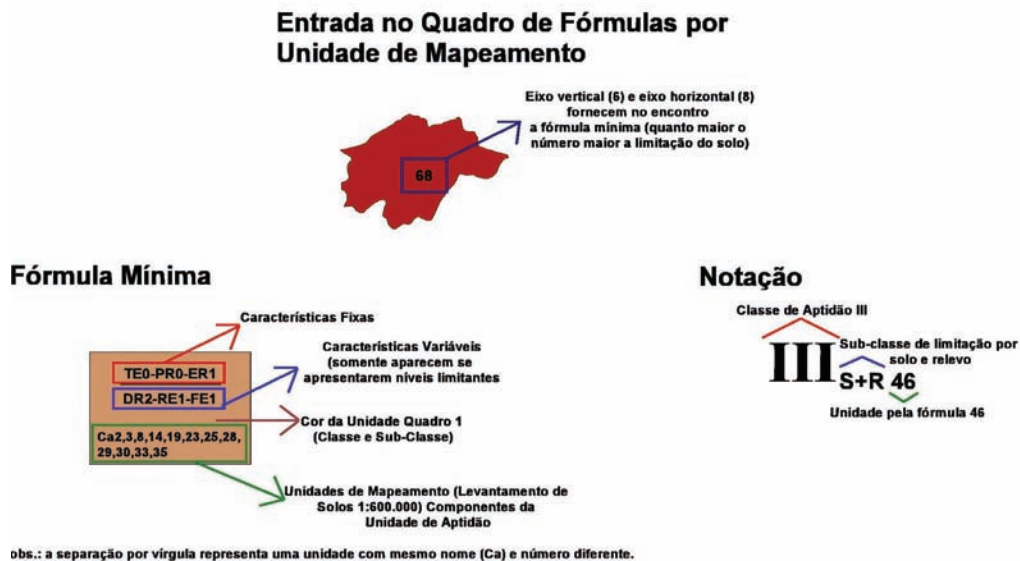 Entrada no Quadro de Fórmulas por
Unidade de Mapeamento
Eixo vertical (6) e eixo horizontal (8)
fornecem no encontro
a fórmula mínima (quanto maior o
número maior a limitação do solo)
68
Fórmula Mínima
Características Fixas
Características Variáveis
(somente aparecem se
apresentarem níveis limitantes
TE0-PR0-ER1
DR2-RE1-FE1
Cor da Unidade Quadro 1
(Classe e Sub-Classe)
Ca2,3,8,14,19,23,25,28,
29,30,33,35
Unidades de Mapeamento (Levantamento de
Solos 1:600.000) Componentes da
Unidade de Aptidão
Notação
Classe de Aptidão III
Sub-classe de limitação por
solo e relevo
III S+R 46
Unidade pela fórmula 46
obs.: a separação por vírgula representa uma unidade com mesmo nome (Ca) e número diferente.